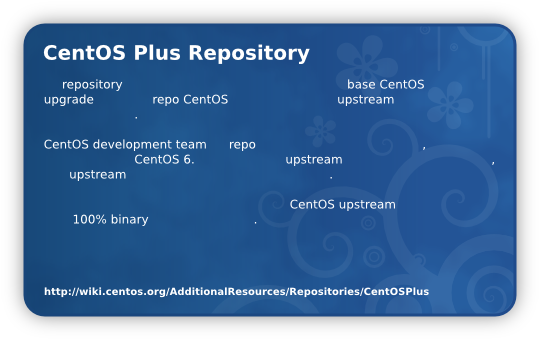 CentOS Plus Repository
repository base CentOS
upgrade repo CentOS upstream
.
CentOS development team repo ,
CentOS 6. upstream ,
upstream .
CentOS upstream
100% binary .
http://wiki.centos.org/AdditionalResources/Repositories/CentOSPlus